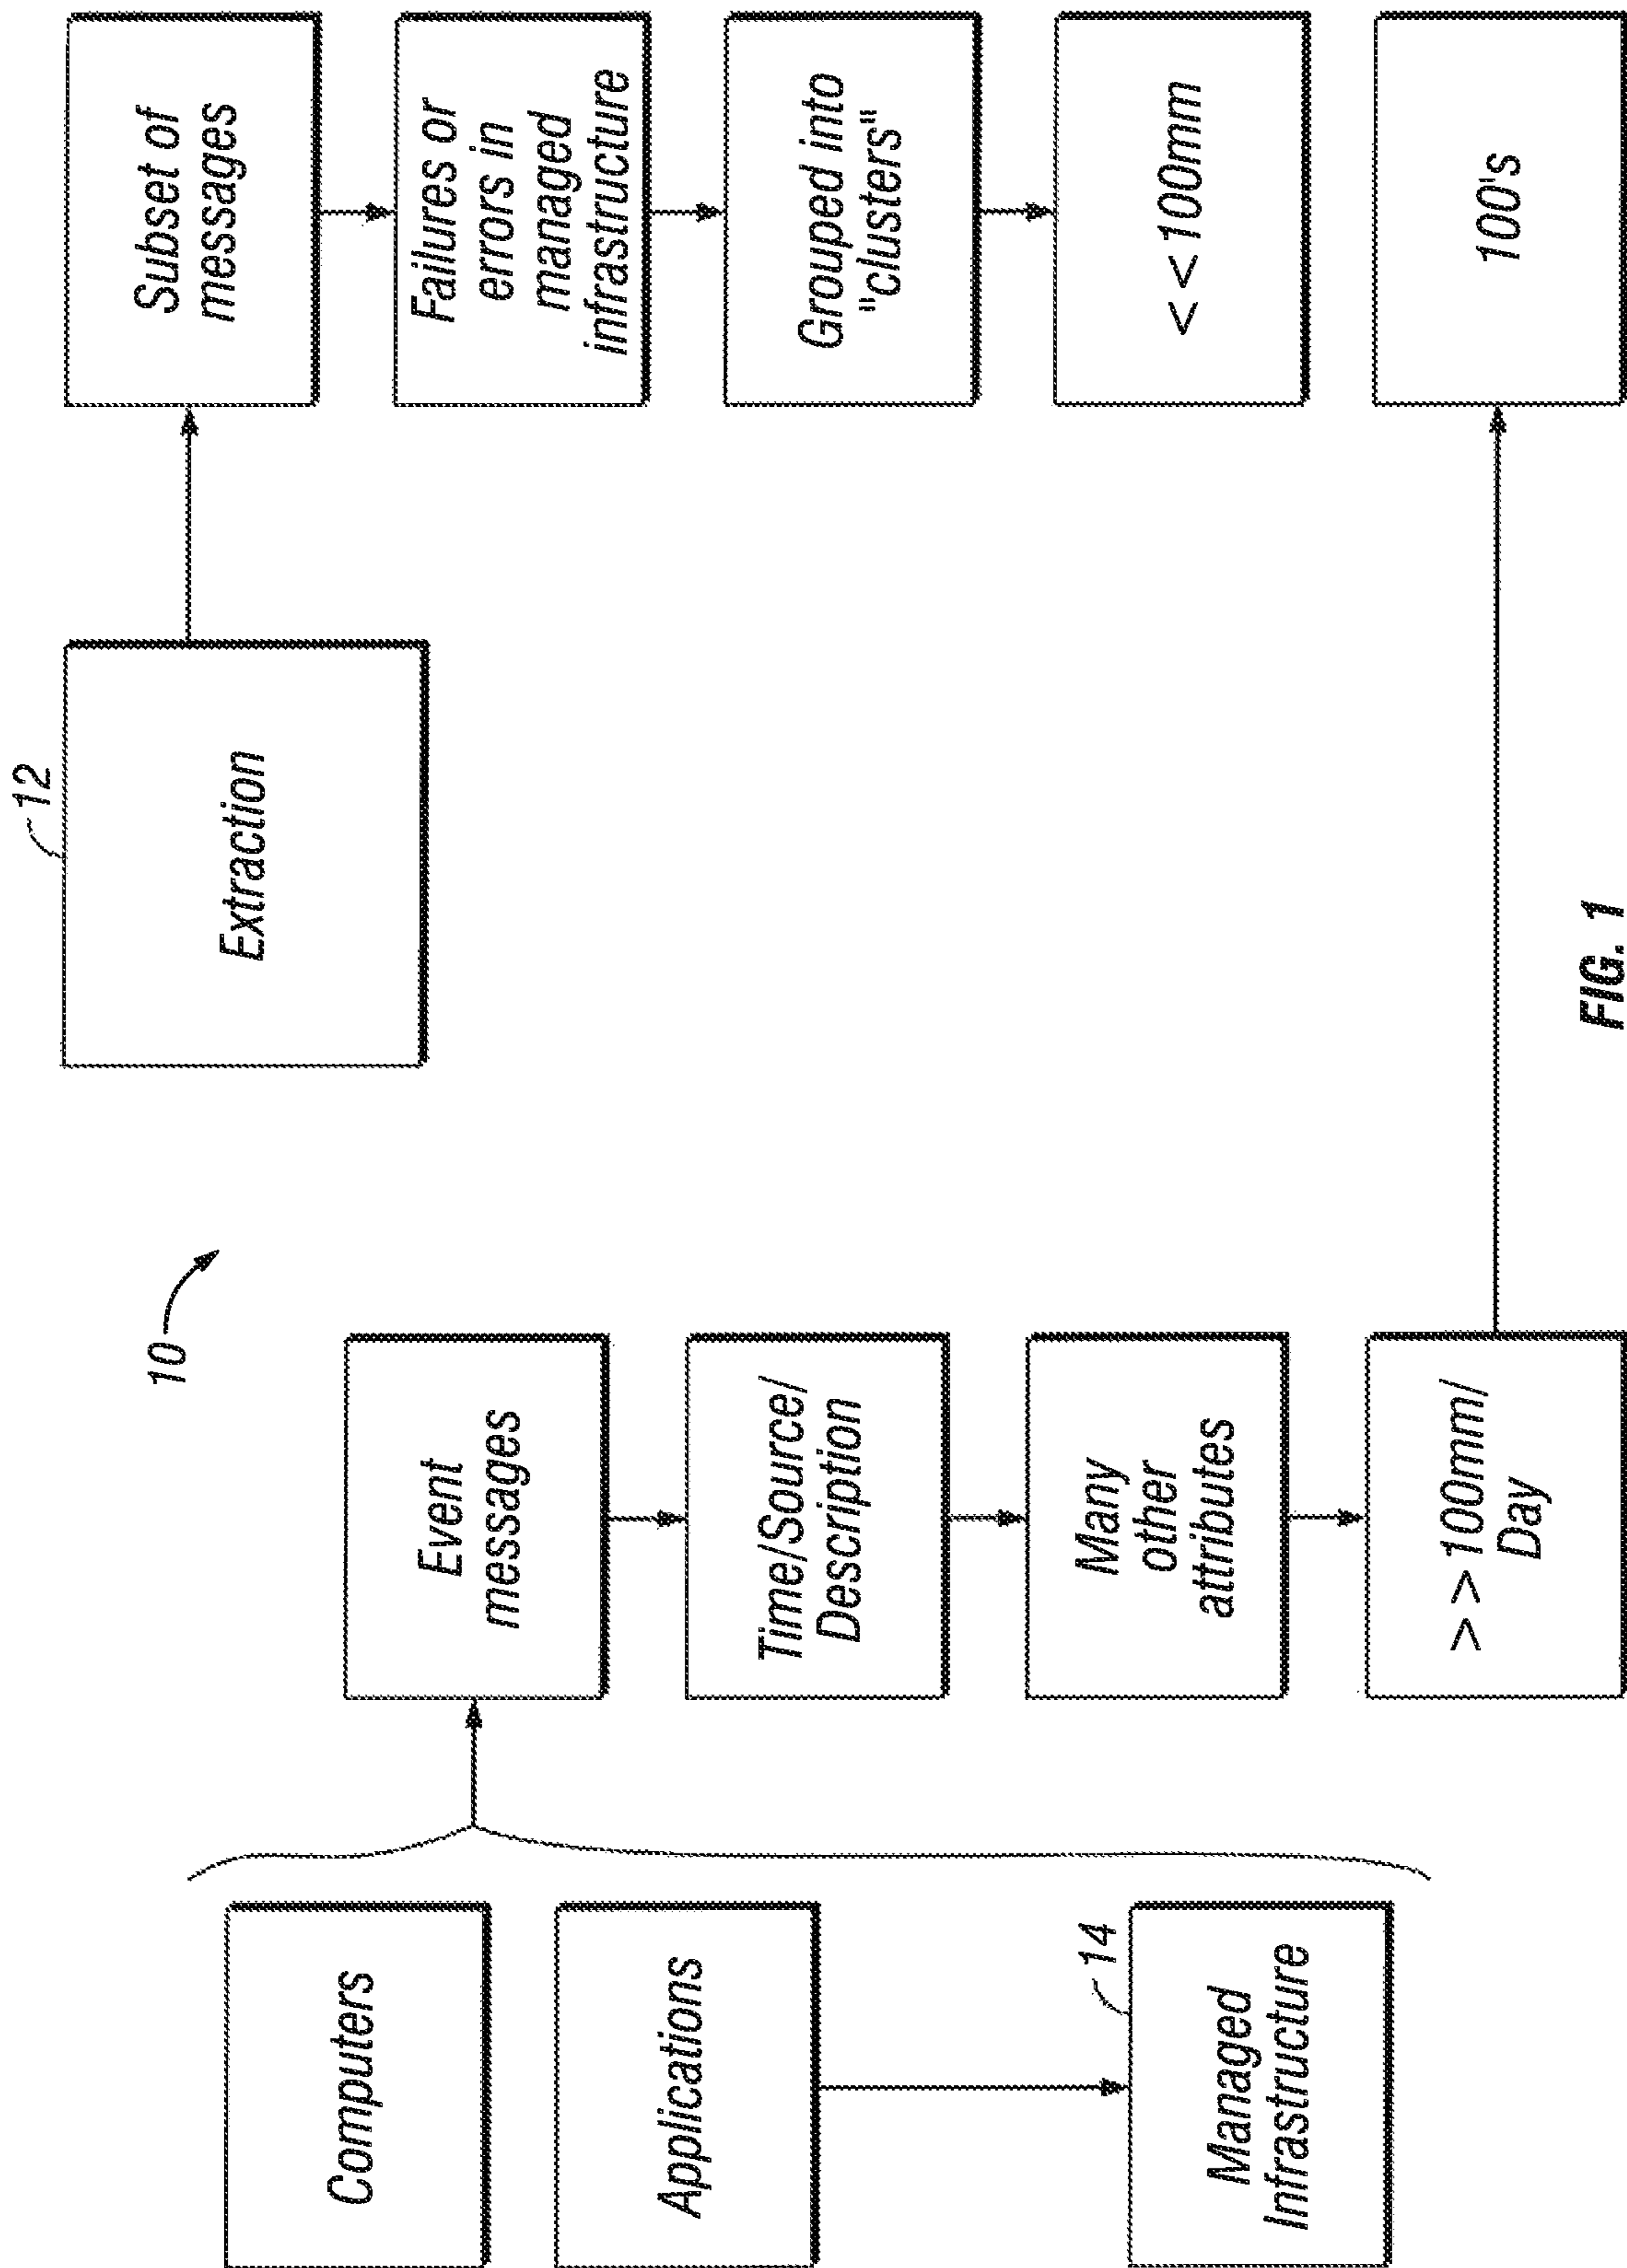 Computers
Applications
14
Managed
Infrastructure
10
Event
messages
Time/Source/
Description
Many
other
attributes
> > 100mm/
Day
12
Extraction
Subset of
messages
Failures or
errors in
managed
infrastructure
Grouped into
"clusters"
< < 100mm
100's
FIG. 1